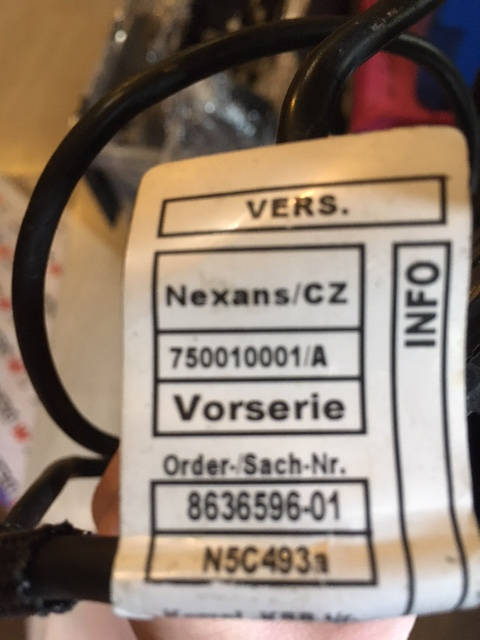 VERS.
Nexans/CZ
INFO
750010001/A
Vorserie
Order-/Sach-Nr.
8636596-01
N5C493a